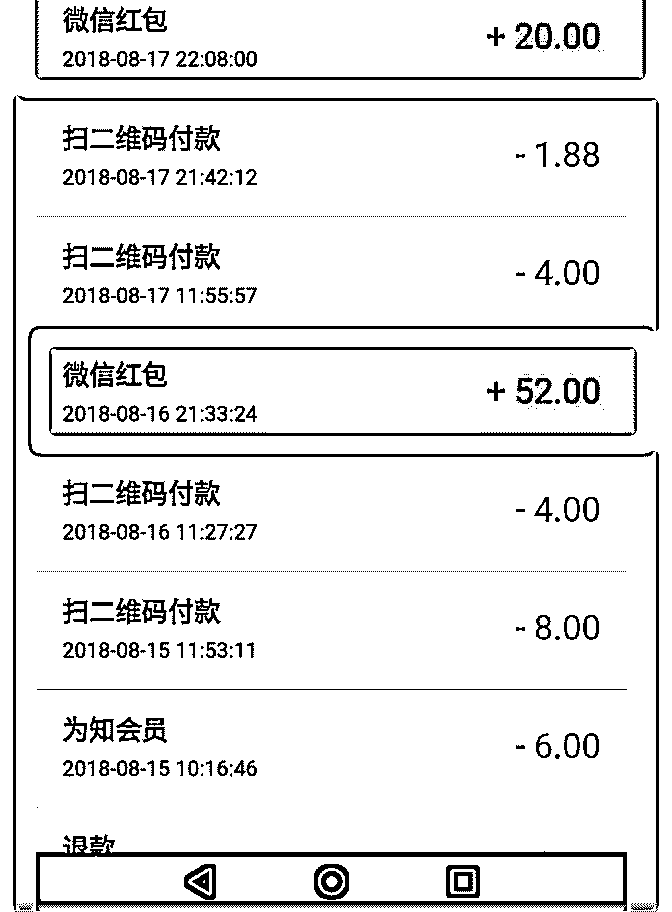 微信红包
+ 20.00
2018-08-17 22:08:00
扫二维码付款
- 1.88
2018-08-17 21:42:12
扫二维码付款
- 4.00
2018-08-17 11:55:57
微信红包
+ 52.00
2018-08-16 21:33:24
扫二维码付款
- 4.00
2018-08-16 11:27:27
扫二维码付款
- 8.00
2018-08-15 11:53:11
为知会员
- 6.00
2018-08-15 10:16:46
退款